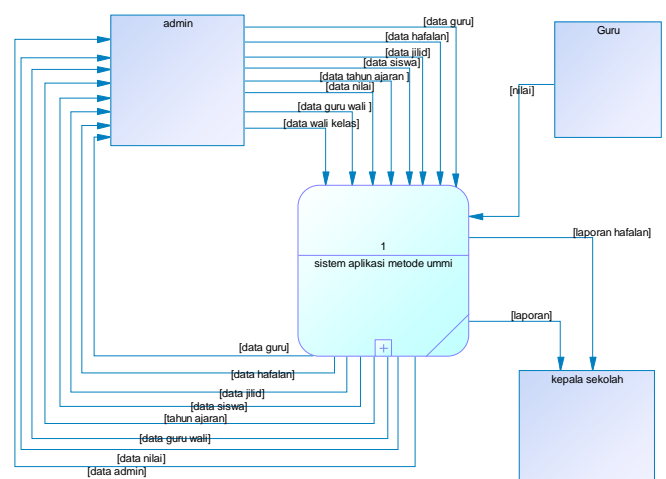 admin
[data guru]
Guru
[data hafalan]
[data jilid]
[data siswa]
[data tahun ajaran ]
[data nilai]
[nilai]
[data guru wali ]
[data wali kelas]
[laporan hafalan]
1
sistem aplikasi metode ummi
[laporan]
[data guru]
[data hafalan]
kepala sekolah
[data jilid]
[data siswa]
[tahun ajaran]
[data guru wali]
[data nilai]
[data admin]